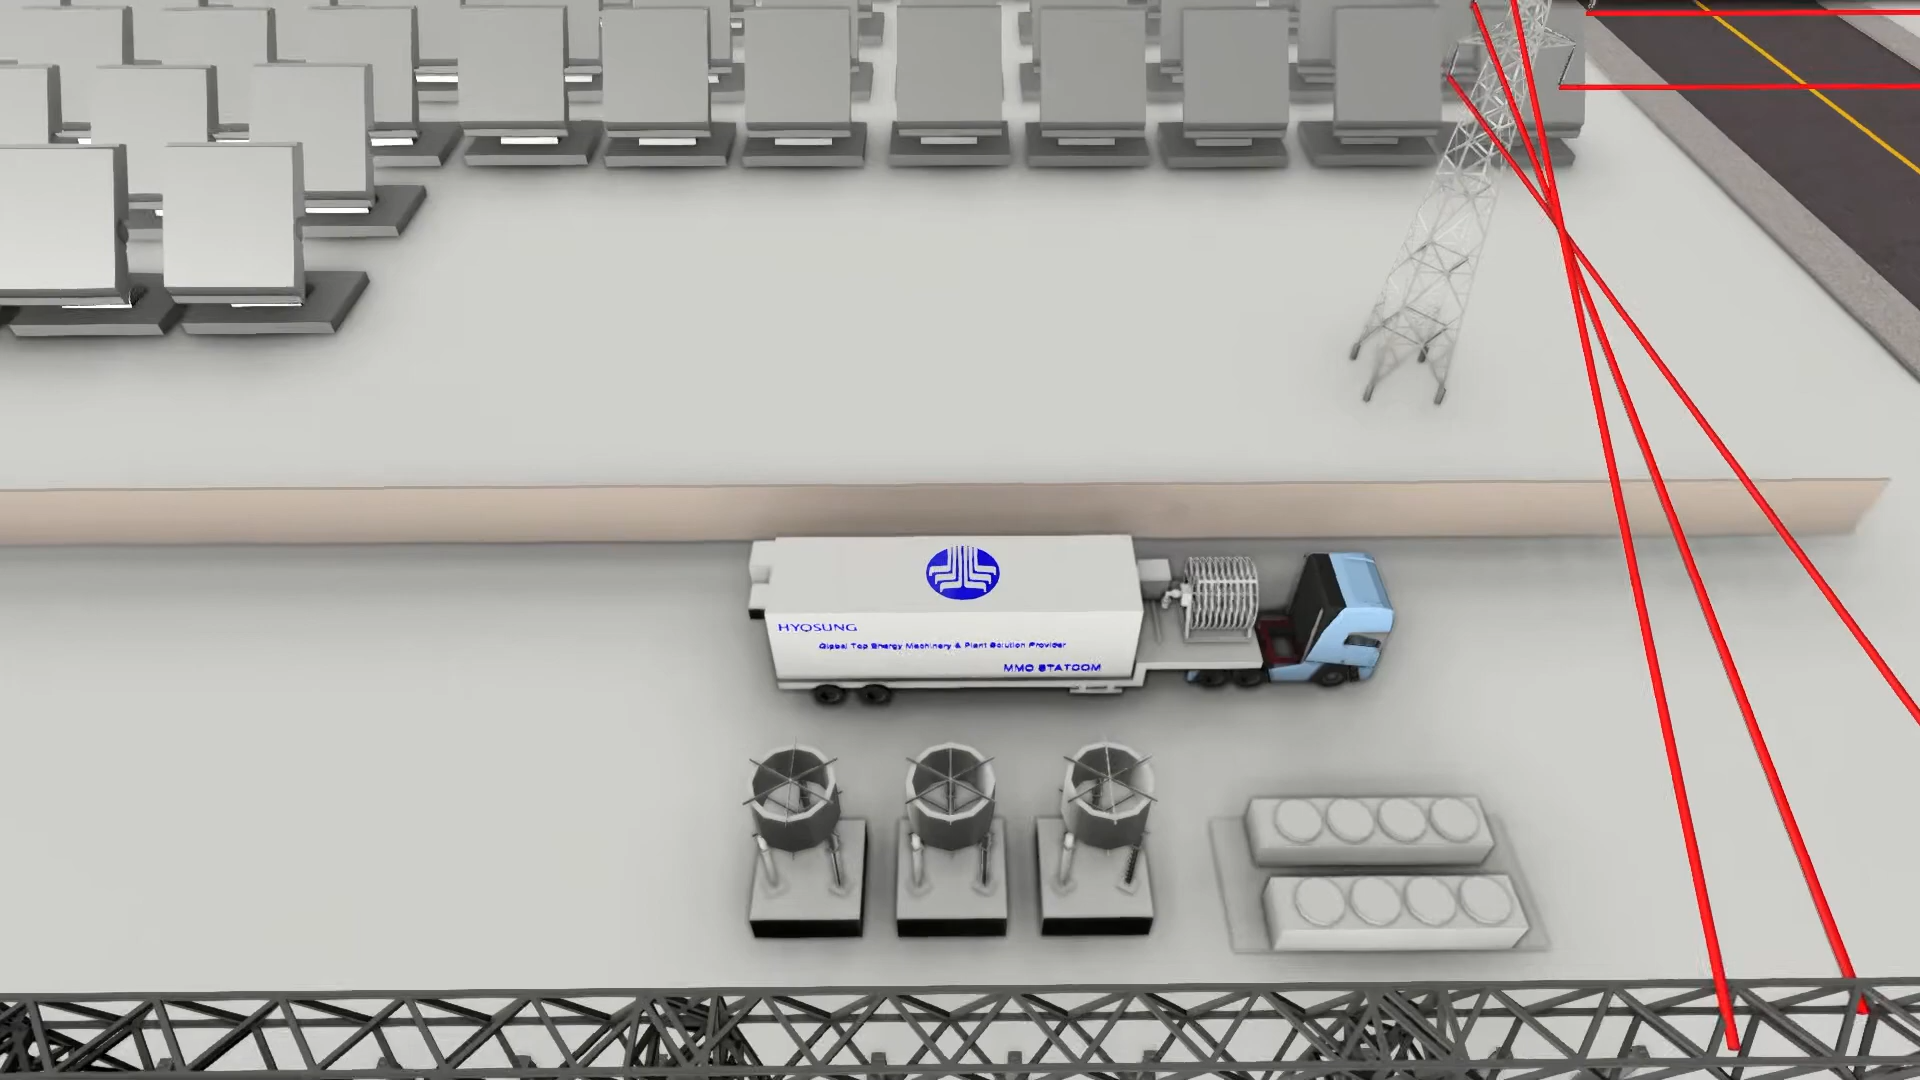 HYOSUNG
Global Top Energy Machinery & Plant Solution Provider
MMC STATCOM